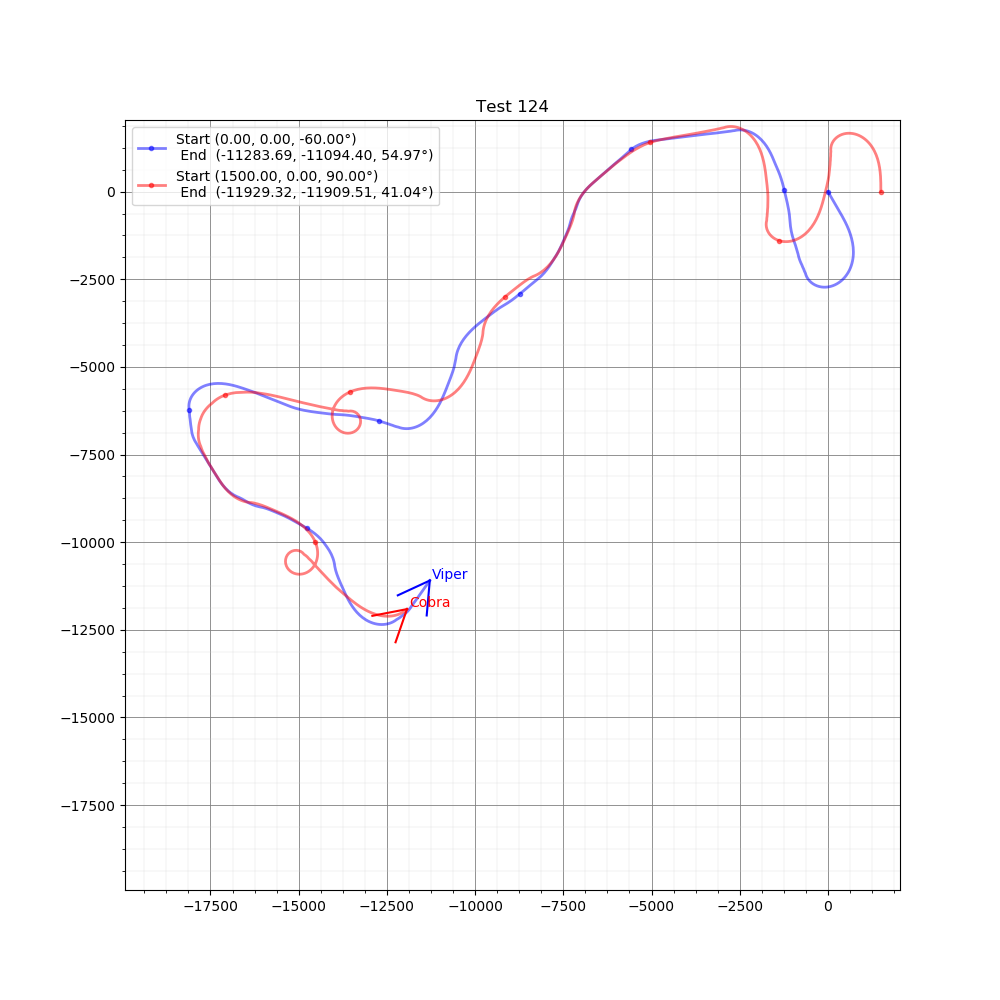 Test 124
Start (0.00, 0.00, -60.00°)
End (-11283.69, -11094.40, 54.97°)
Start (1500.00, 0.00, 90.00°)
End (-11929.32, -11909.51, 41.04°)
0
−2500
−5000
−7500
−10000
−12500
−15000
−17500
Viper
Cobra
−17500 −15000 −12500 −10000 −7500 −5000 −2500 0